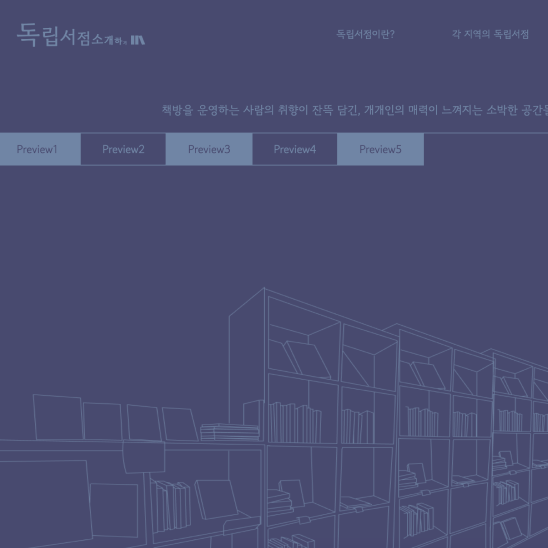 독립서점소개하는
독립서점이란?
각 지역의 독립서점
책방을 운영하는 사람의 취향이 잔뜩 담긴, 개개인의 매력이 느껴지는 소박한 공간
Preview1
Preview2
Preview3
Preview4
Preview5